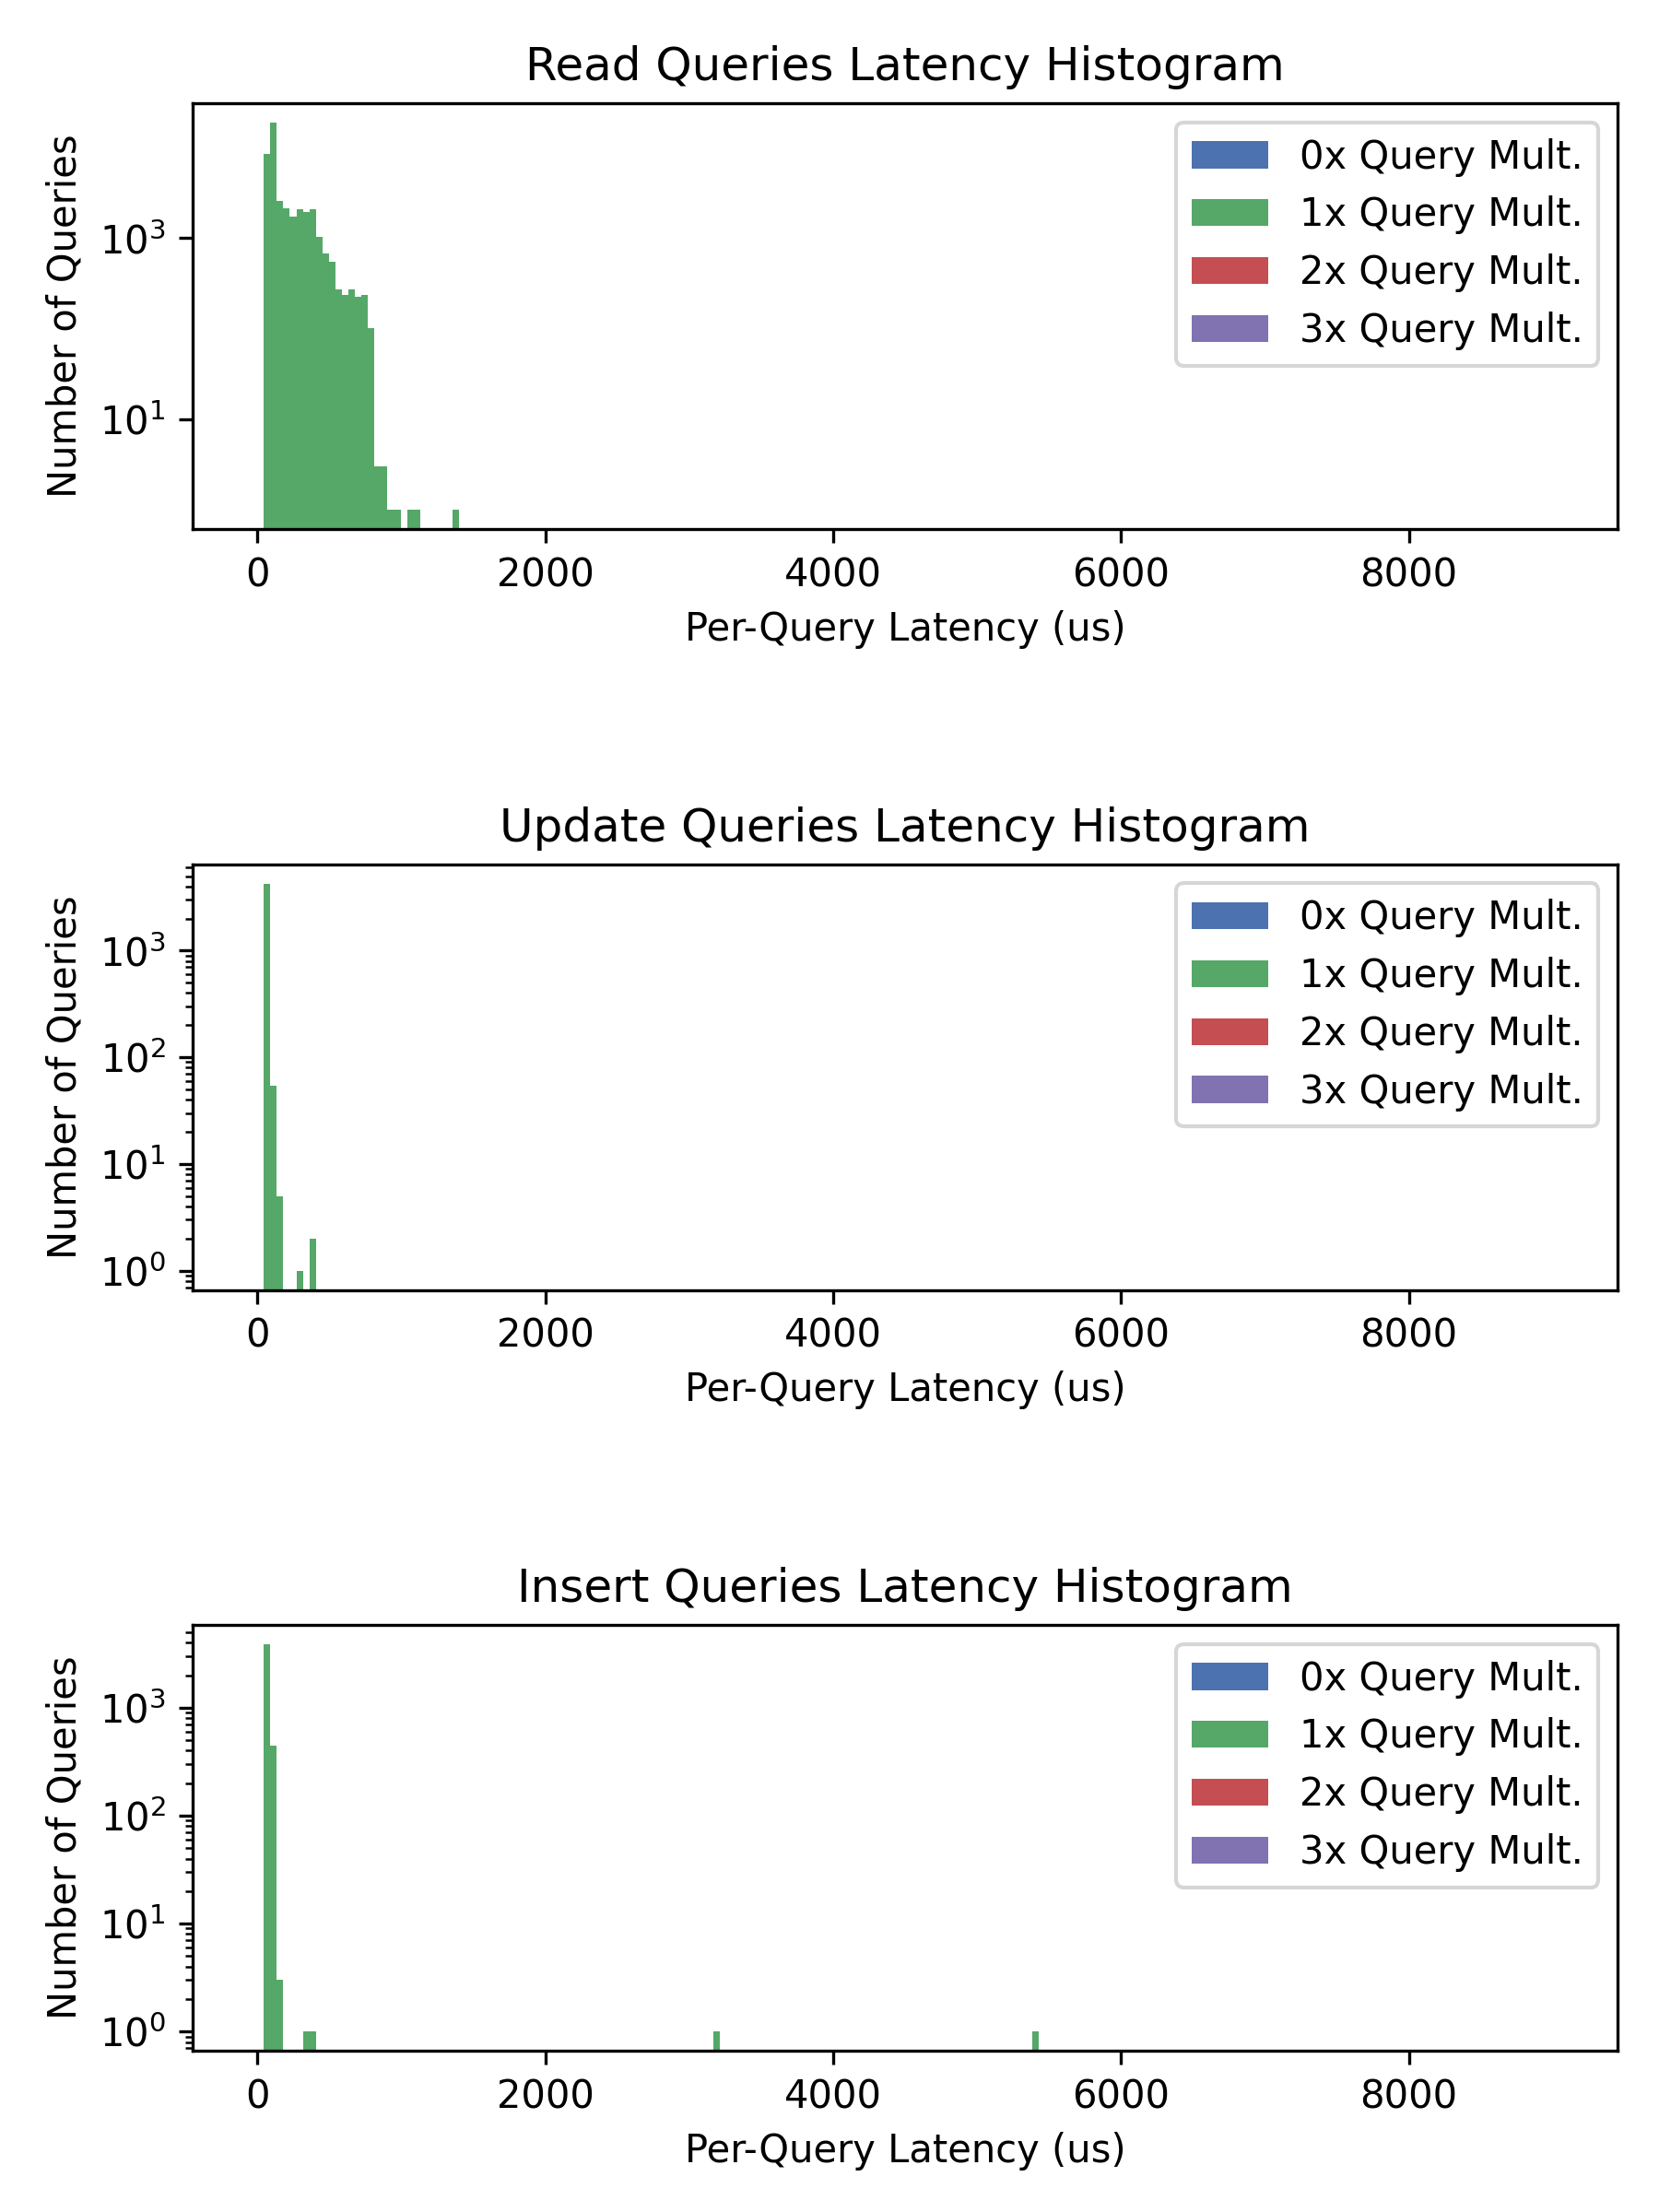 Read Queries Latency Histogram
Number of Queries
10³
10¹
0x Query Mult.
1x Query Mult.
2x Query Mult.
3x Query Mult.
0 2000 4000 6000 8000
Per-Query Latency (us)
Update Queries Latency Histogram
Number of Queries
10³
10²
10¹
10⁰
0x Query Mult.
1x Query Mult.
2x Query Mult.
3x Query Mult.
0 2000 4000 6000 8000
Per-Query Latency (us)
Insert Queries Latency Histogram
Number of Queries
10³
10²
10¹
10⁰
0x Query Mult.
1x Query Mult.
2x Query Mult.
3x Query Mult.
0 2000 4000 6000 8000
Per-Query Latency (us)